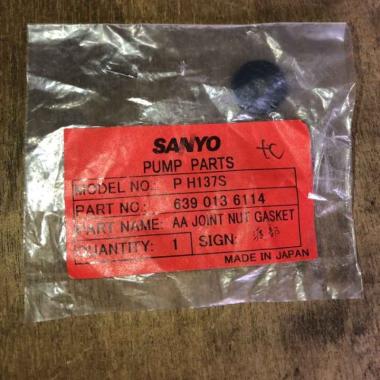 SANYO
PUMP PARTS
tc
MODEL NO.: P H137S
PART NO.: 639 013 6114
PART NAME: AA JOINT NUT GASKET
QUANTITY: 1 SIGN:
MADE IN JAPAN